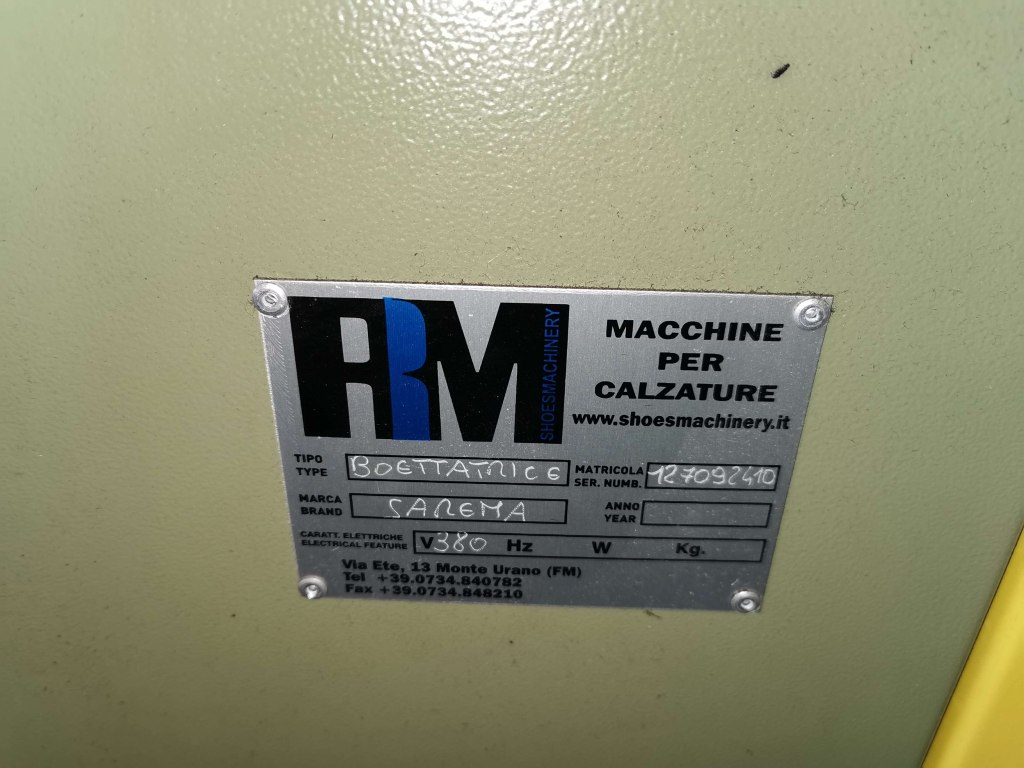 RM
SHOESMACHINERY
MACCHINE
PER
CALZATURE
www.shoesmachinery.it
TIPO
TYPE
BOETTATRICE
MATRICOLA
SER. NUMB.
127092410
MARCA
BRAND
SAREMA
ANNO
YEAR
CARATT. ELETTRICHE
ELECTRICAL FEATURE
V 380 Hz W Kg.
Via Ete, 13 Monte Urano (FM)
Tel +39.0734.840782
Fax +39.0734.848210